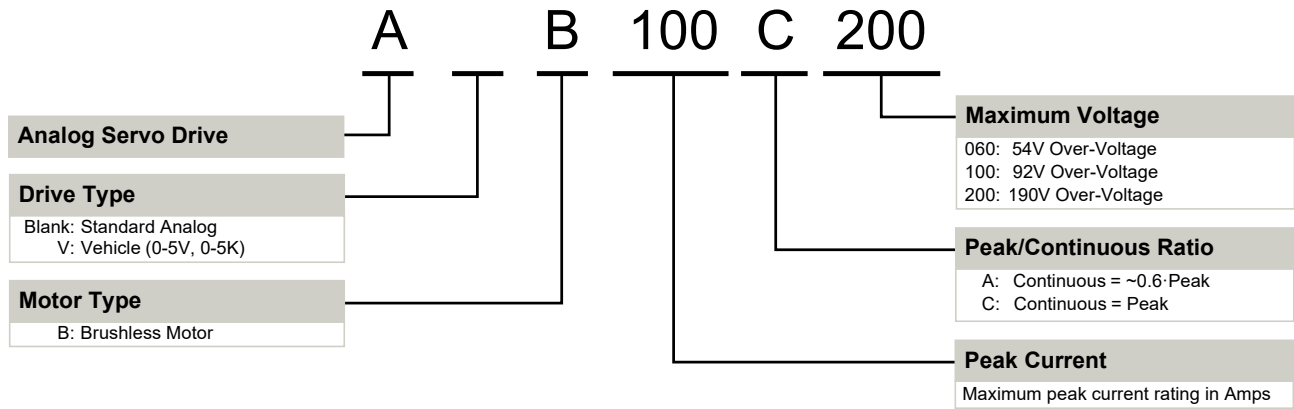 A B 100 C 200
Analog Servo Drive
Drive Type
Blank: Standard Analog
V: Vehicle (0-5V, 0-5K)
Motor Type
B: Brushless Motor
Maximum Voltage
060: 54V Over-Voltage
100: 92V Over-Voltage
200: 190V Over-Voltage
Peak/Continuous Ratio
A: Continuous = ~0.6·Peak
C: Continuous = Peak
Peak Current
Maximum peak current rating in Amps